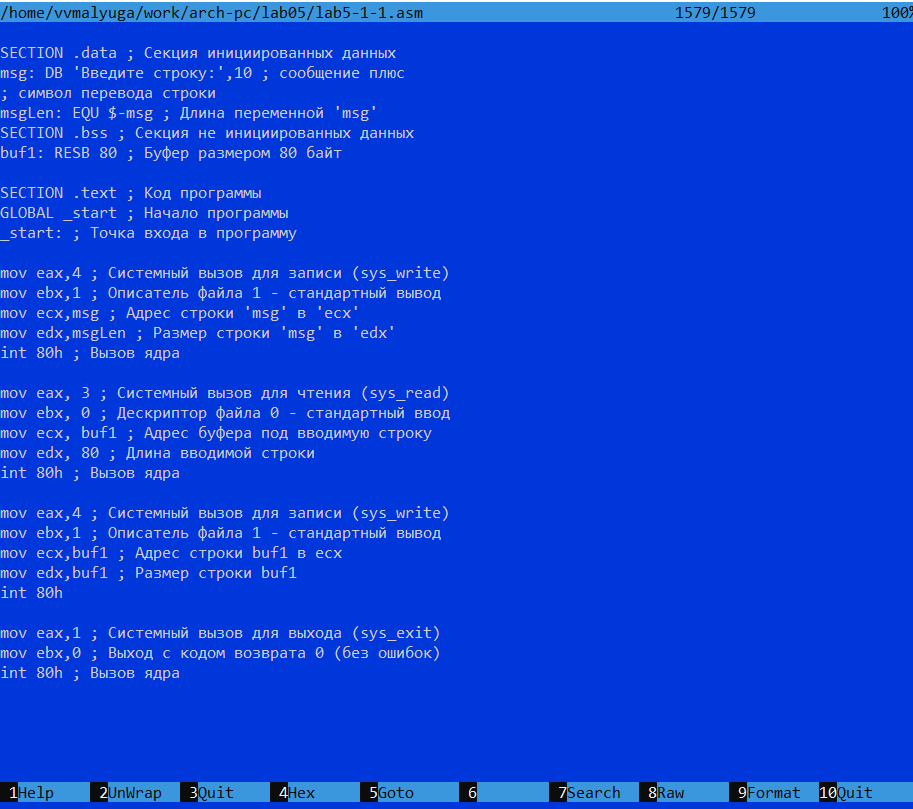 /home/vvmalyuga/work/arch-pc/lab05/lab5-1-1.asm 1579/1579 100%
SECTION .data ; Секция инициированных данных
msg: DB 'Введите строку:',10 ; сообщение плюс
; символ перевода строки
msgLen: EQU $-msg ; Длина переменной 'msg'
SECTION .bss ; Секция не инициированных данных
buf1: RESB 80 ; Буфер размером 80 байт
SECTION .text ; Код программы
GLOBAL _start ; Начало программы
_start: ; Точка входа в программу
mov eax,4 ; Системный вызов для записи (sys_write)
mov ebx,1 ; Описатель файла 1 - стандартный вывод
mov ecx,msg ; Адрес строки 'msg' в 'ecx'
mov edx,msgLen ; Размер строки 'msg' в 'edx'
int 80h ; Вызов ядра
mov eax, 3 ; Системный вызов для чтения (sys_read)
mov ebx, 0 ; Дескриптор файла 0 - стандартный ввод
mov ecx, buf1 ; Адрес буфера под вводимую строку
mov edx, 80 ; Длина вводимой строки
int 80h ; Вызов ядра
mov eax,4 ; Системный вызов для записи (sys_write)
mov ebx,1 ; Описатель файла 1 - стандартный вывод
mov ecx,buf1 ; Адрес строки buf1 в ecx
mov edx,buf1 ; Размер строки buf1
int 80h
mov eax,1 ; Системный вызов для выхода (sys_exit)
mov ebx,0 ; Выход с кодом возврата 0 (без ошибок)
int 80h ; Вызов ядра
1Help 2UnWrap 3Quit 4Hex 5Goto 6 7Search 8Raw 9Format 10Quit